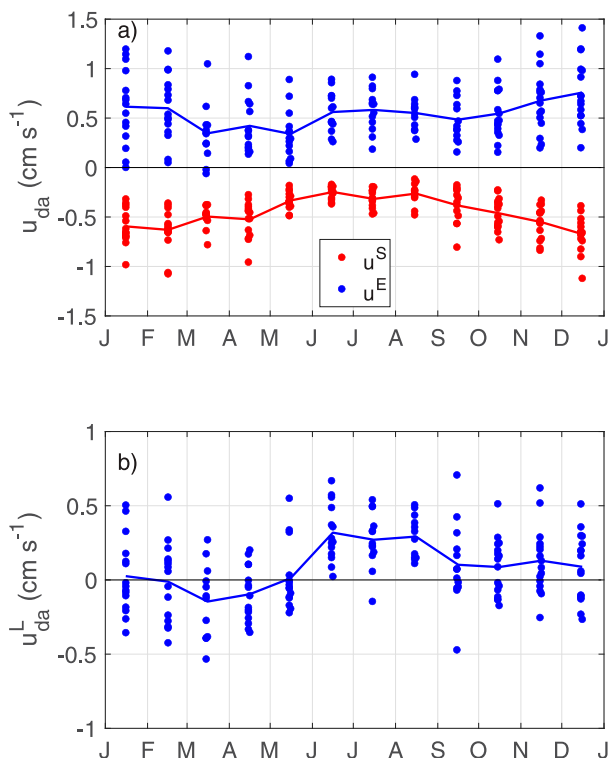 a)
1.5
1
0.5
0
-0.5
-1
-1.5
u_da (cm s⁻¹)
u^S
u^E
J F M A M J J A S O N D J
b)
1
0.5
0
-0.5
-1
u^L_da (cm s⁻¹)
J F M A M J J A S O N D J